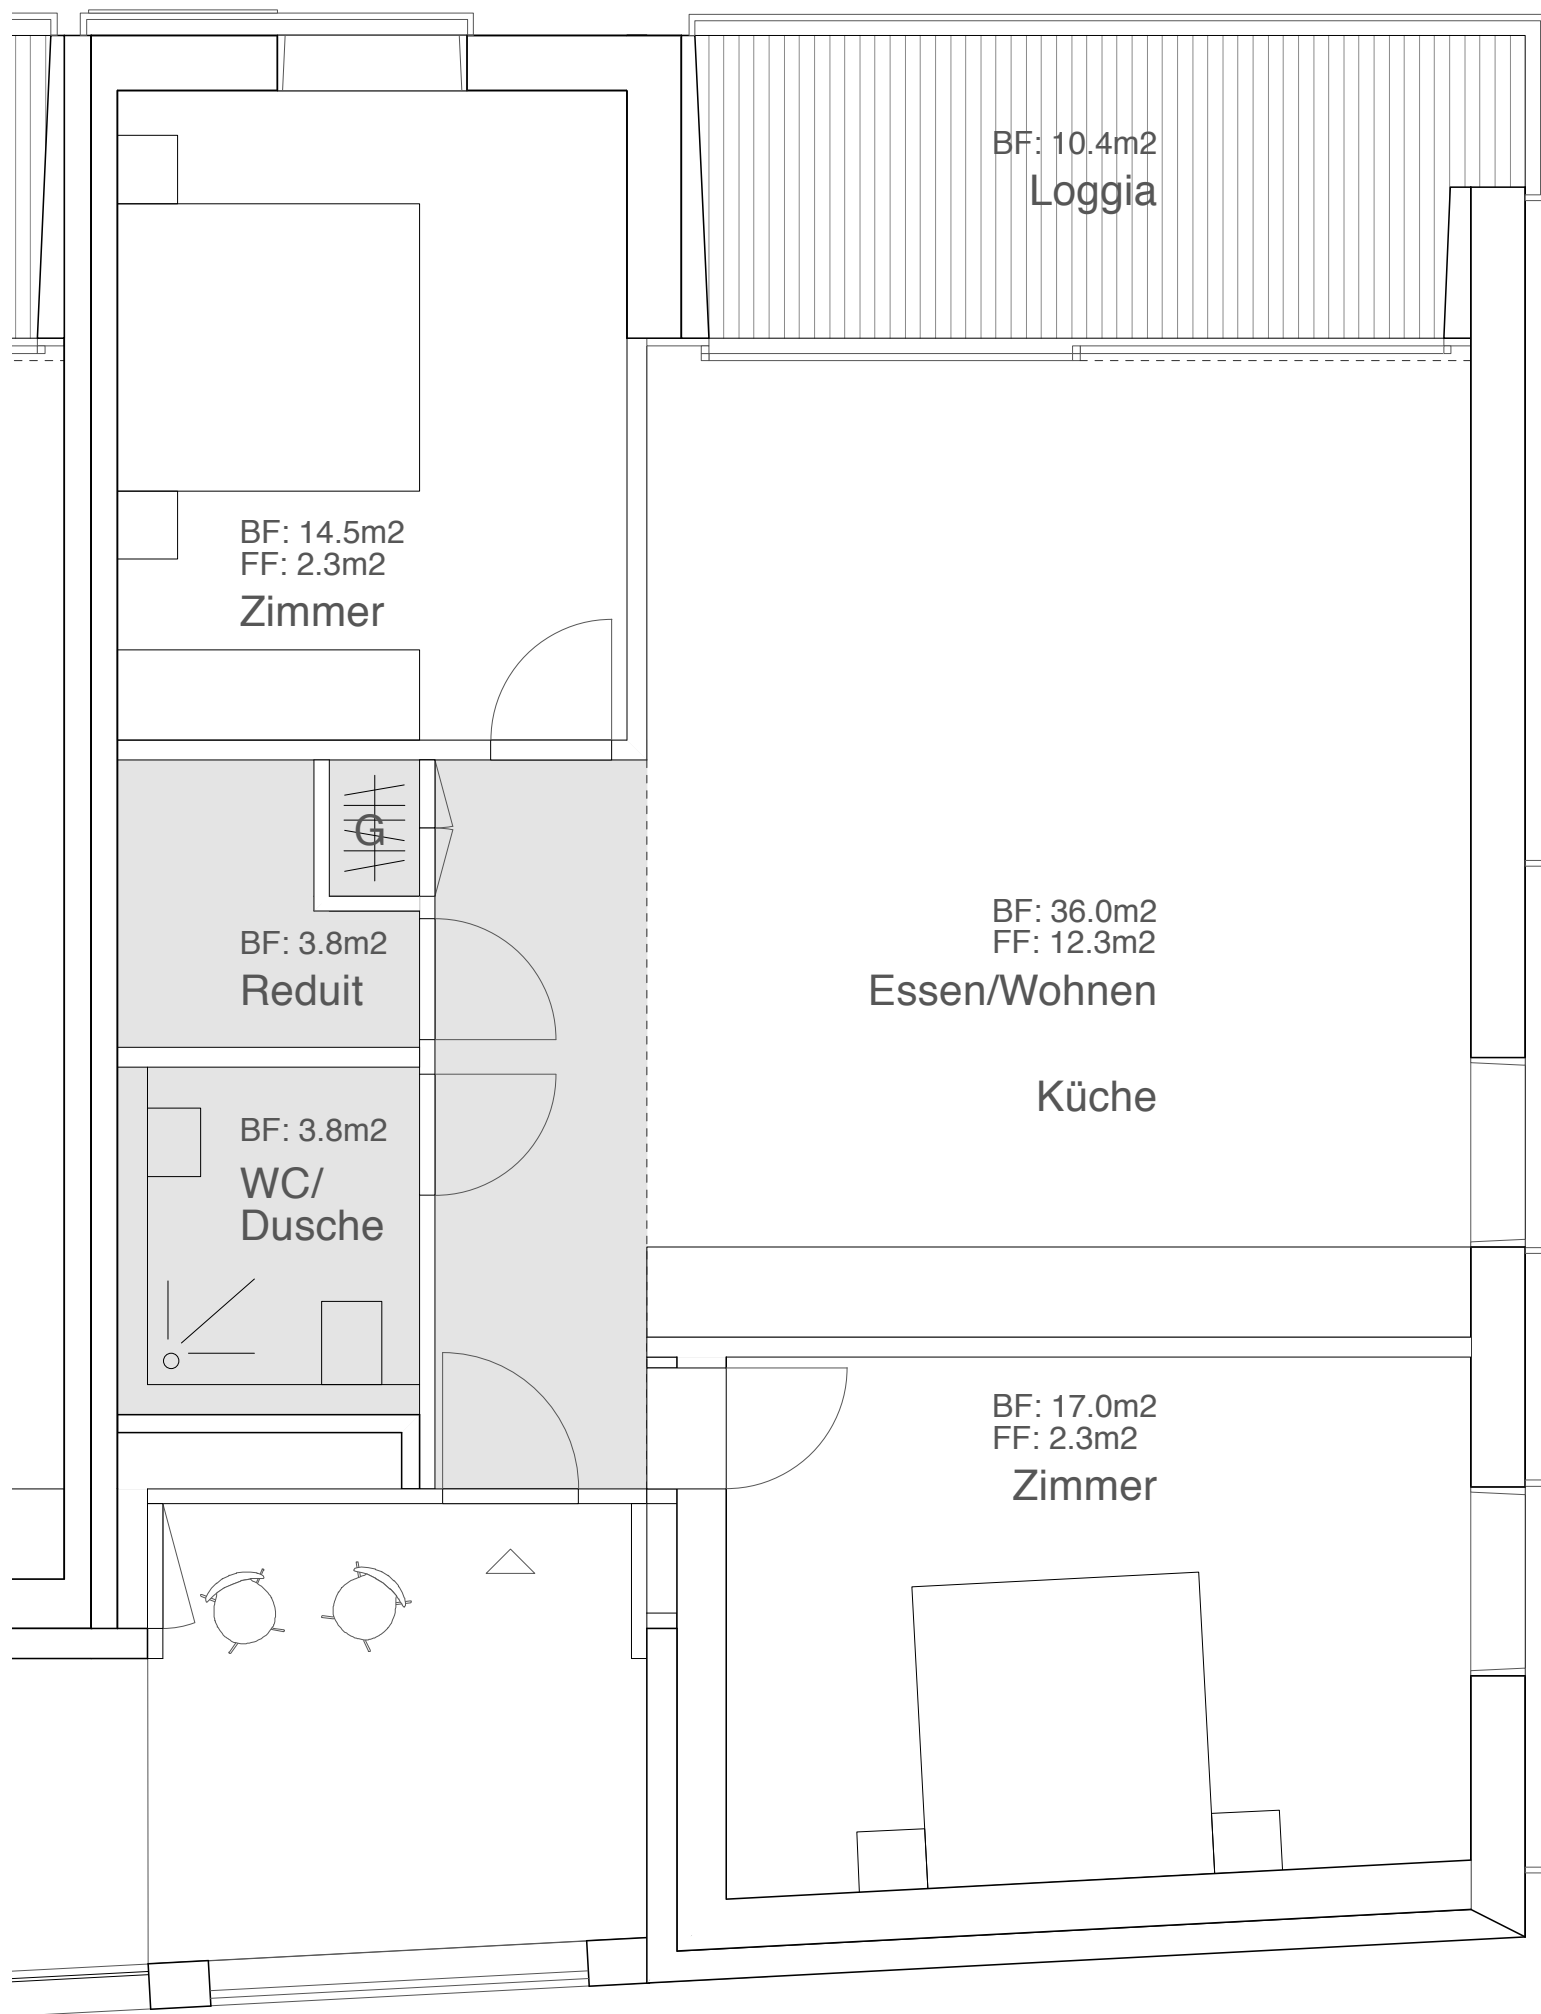 BF: 10.4m2
Loggia
BF: 14.5m2
FF: 2.3m2
Zimmer
G
BF: 3.8m2
Reduit
BF: 36.0m2
FF: 12.3m2
Essen/Wohnen
Küche
BF: 3.8m2
WC/
Dusche
BF: 17.0m2
FF: 2.3m2
Zimmer